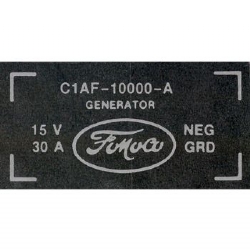 C1AF-10000-A
GENERATOR
15 V FoMoCo NEG
30 A GRD